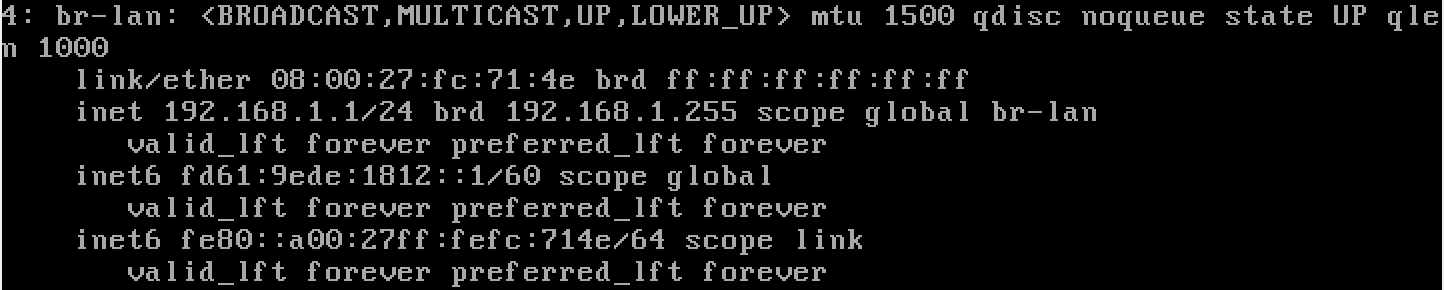 4: br-lan: <BROADCAST,MULTICAST,UP,LOWER_UP> mtu 1500 qdisc noqueue state UP qle
n 1000
    link/ether 08:00:27:fc:71:4e brd ff:ff:ff:ff:ff:ff
    inet 192.168.1.1/24 brd 192.168.1.255 scope global br-lan
       valid_lft forever preferred_lft forever
    inet6 fd61:9ede:1812::1/60 scope global
       valid_lft forever preferred_lft forever
    inet6 fe80::a00:27ff:fefc:714e/64 scope link
       valid_lft forever preferred_lft forever